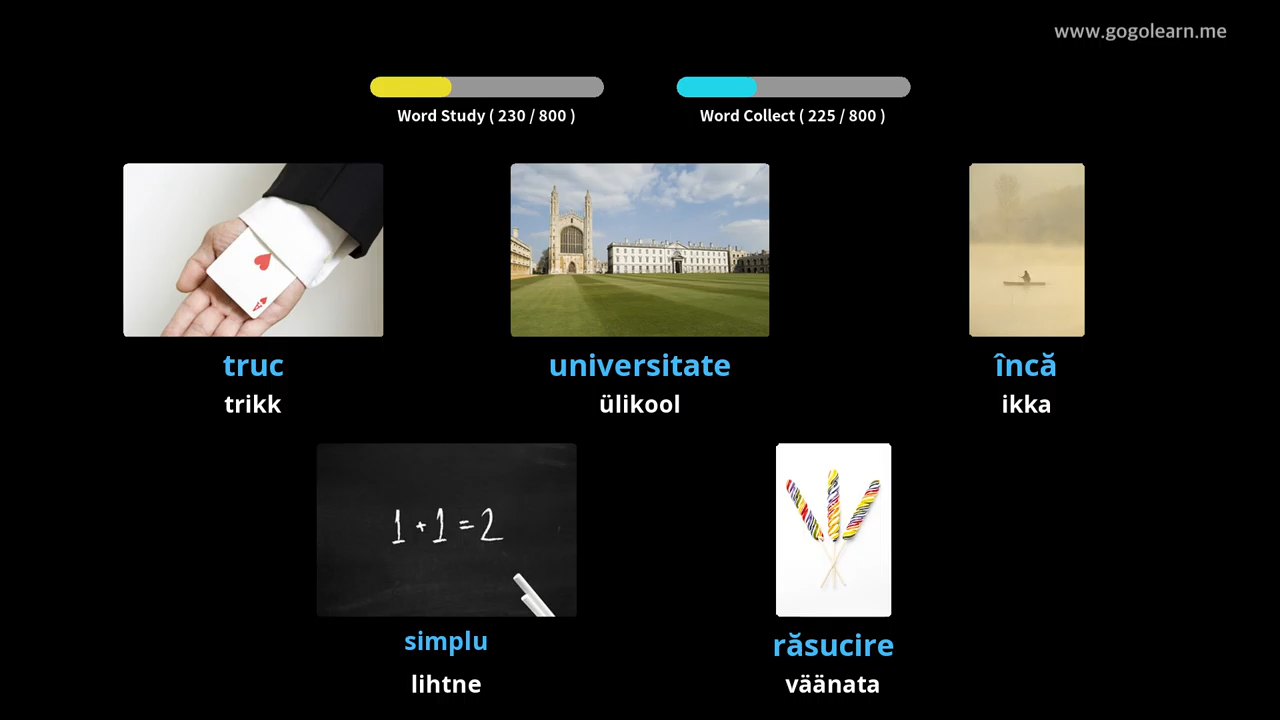 www.gogolearn.me
Word Study ( 230 / 800 )
Word Collect ( 225 / 800 )
truc
trikk
universitate
ülikool
încă
ikka
1 + 1 = 2
simplu
lihtne
răsucire
väänata